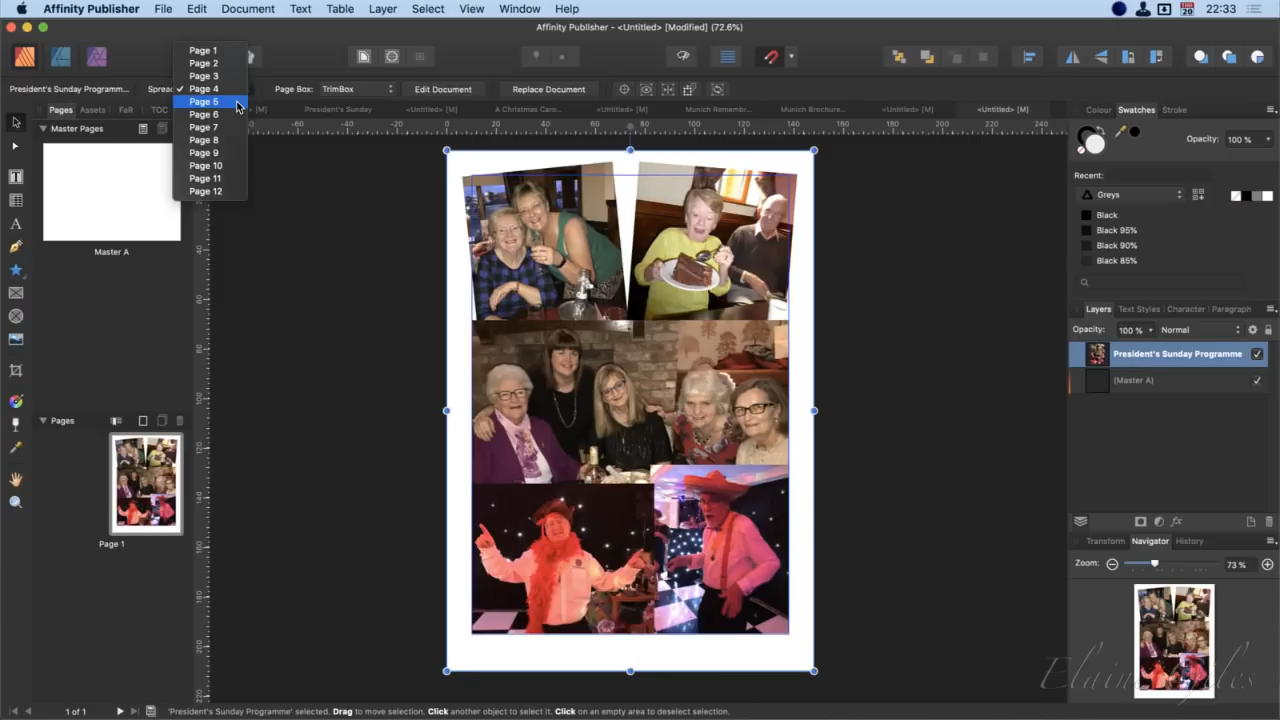 Affinity Publisher File Edit Document Text Table Layer Select View Window Help 22:33
Affinity Publisher - <Untitled> [Modified] (72.6%)
Page 1
Page 2
Page 3
Page 4
Page 5
Page 6
Page 7
Page 8
Page 9
Page 10
Page 11
Page 12
President's Sunday Programm... Spread Page Box: TrimBox Edit Document Replace Document
Pages Assets FaR TOC [M] President's Sunday <Untitled> [M] A Christmas Caro... <Untitled> [M] Munich Remembr... Munich Brochure... <Untitled> [M] <Untitled> [M]
Master Pages
Master A
Pages
Page 1
Colour Swatches Stroke
Opacity: 100 %
Recent:
Greys
Black
Black 95%
Black 90%
Black 85%
Layers Text Styles Character Paragraph
Opacity: 100 % Normal
President's Sunday Programme
(Master A)
Transform Navigator History
Zoom: 73 %
1 of 1 'President's Sunday Programme' selected. Drag to move selection. Click another object to select it. Click on an empty area to deselect selection.